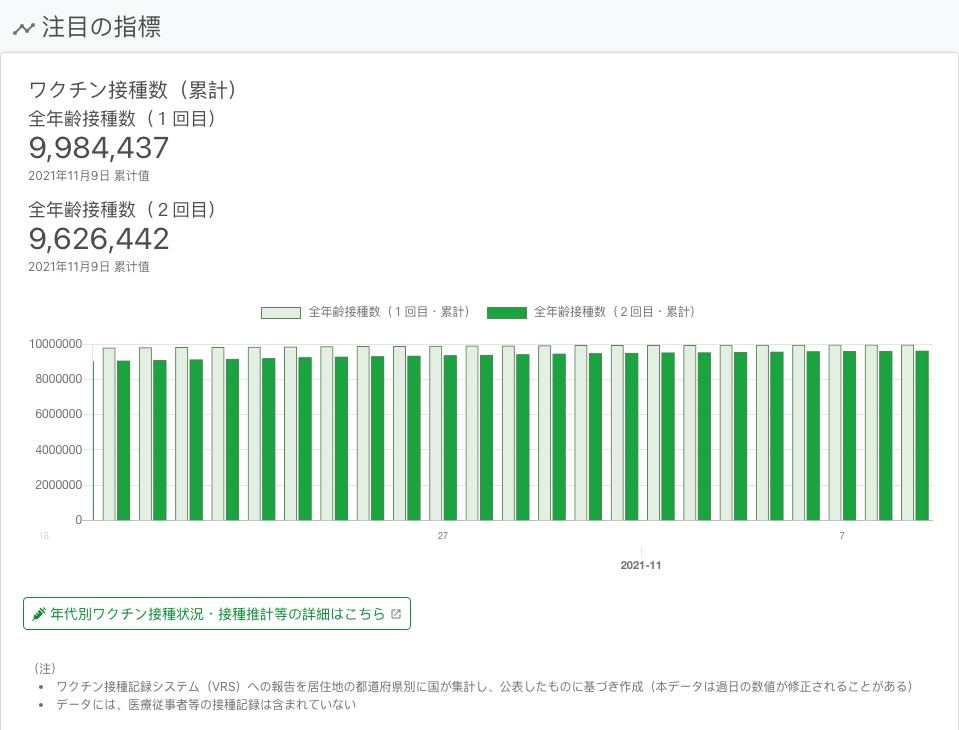 注目の指標
ワクチン接種数（累計）
全年齢接種数（１回目）
9,984,437
2021年11月9日 累计值
全年齢接種数（２回目）
9,626,442
2021年11月9日 累计值
全年齢接種数（１回目・累計） 全年齢接種数（２回目・累計）
10000000
8000000
6000000
4000000
2000000
0
16 27 7
2021-11
年代別ワクチン接種状況・接種推計等の詳細はこちら
（注）
• ワクチン接種記録システム（VRS）への報告を居住地の都道府県別に国が集計し、公表したものに基づき作成（本データは過日の数値が修正されることがある）
• データには、医療従事者等の接種記録は含まれていない